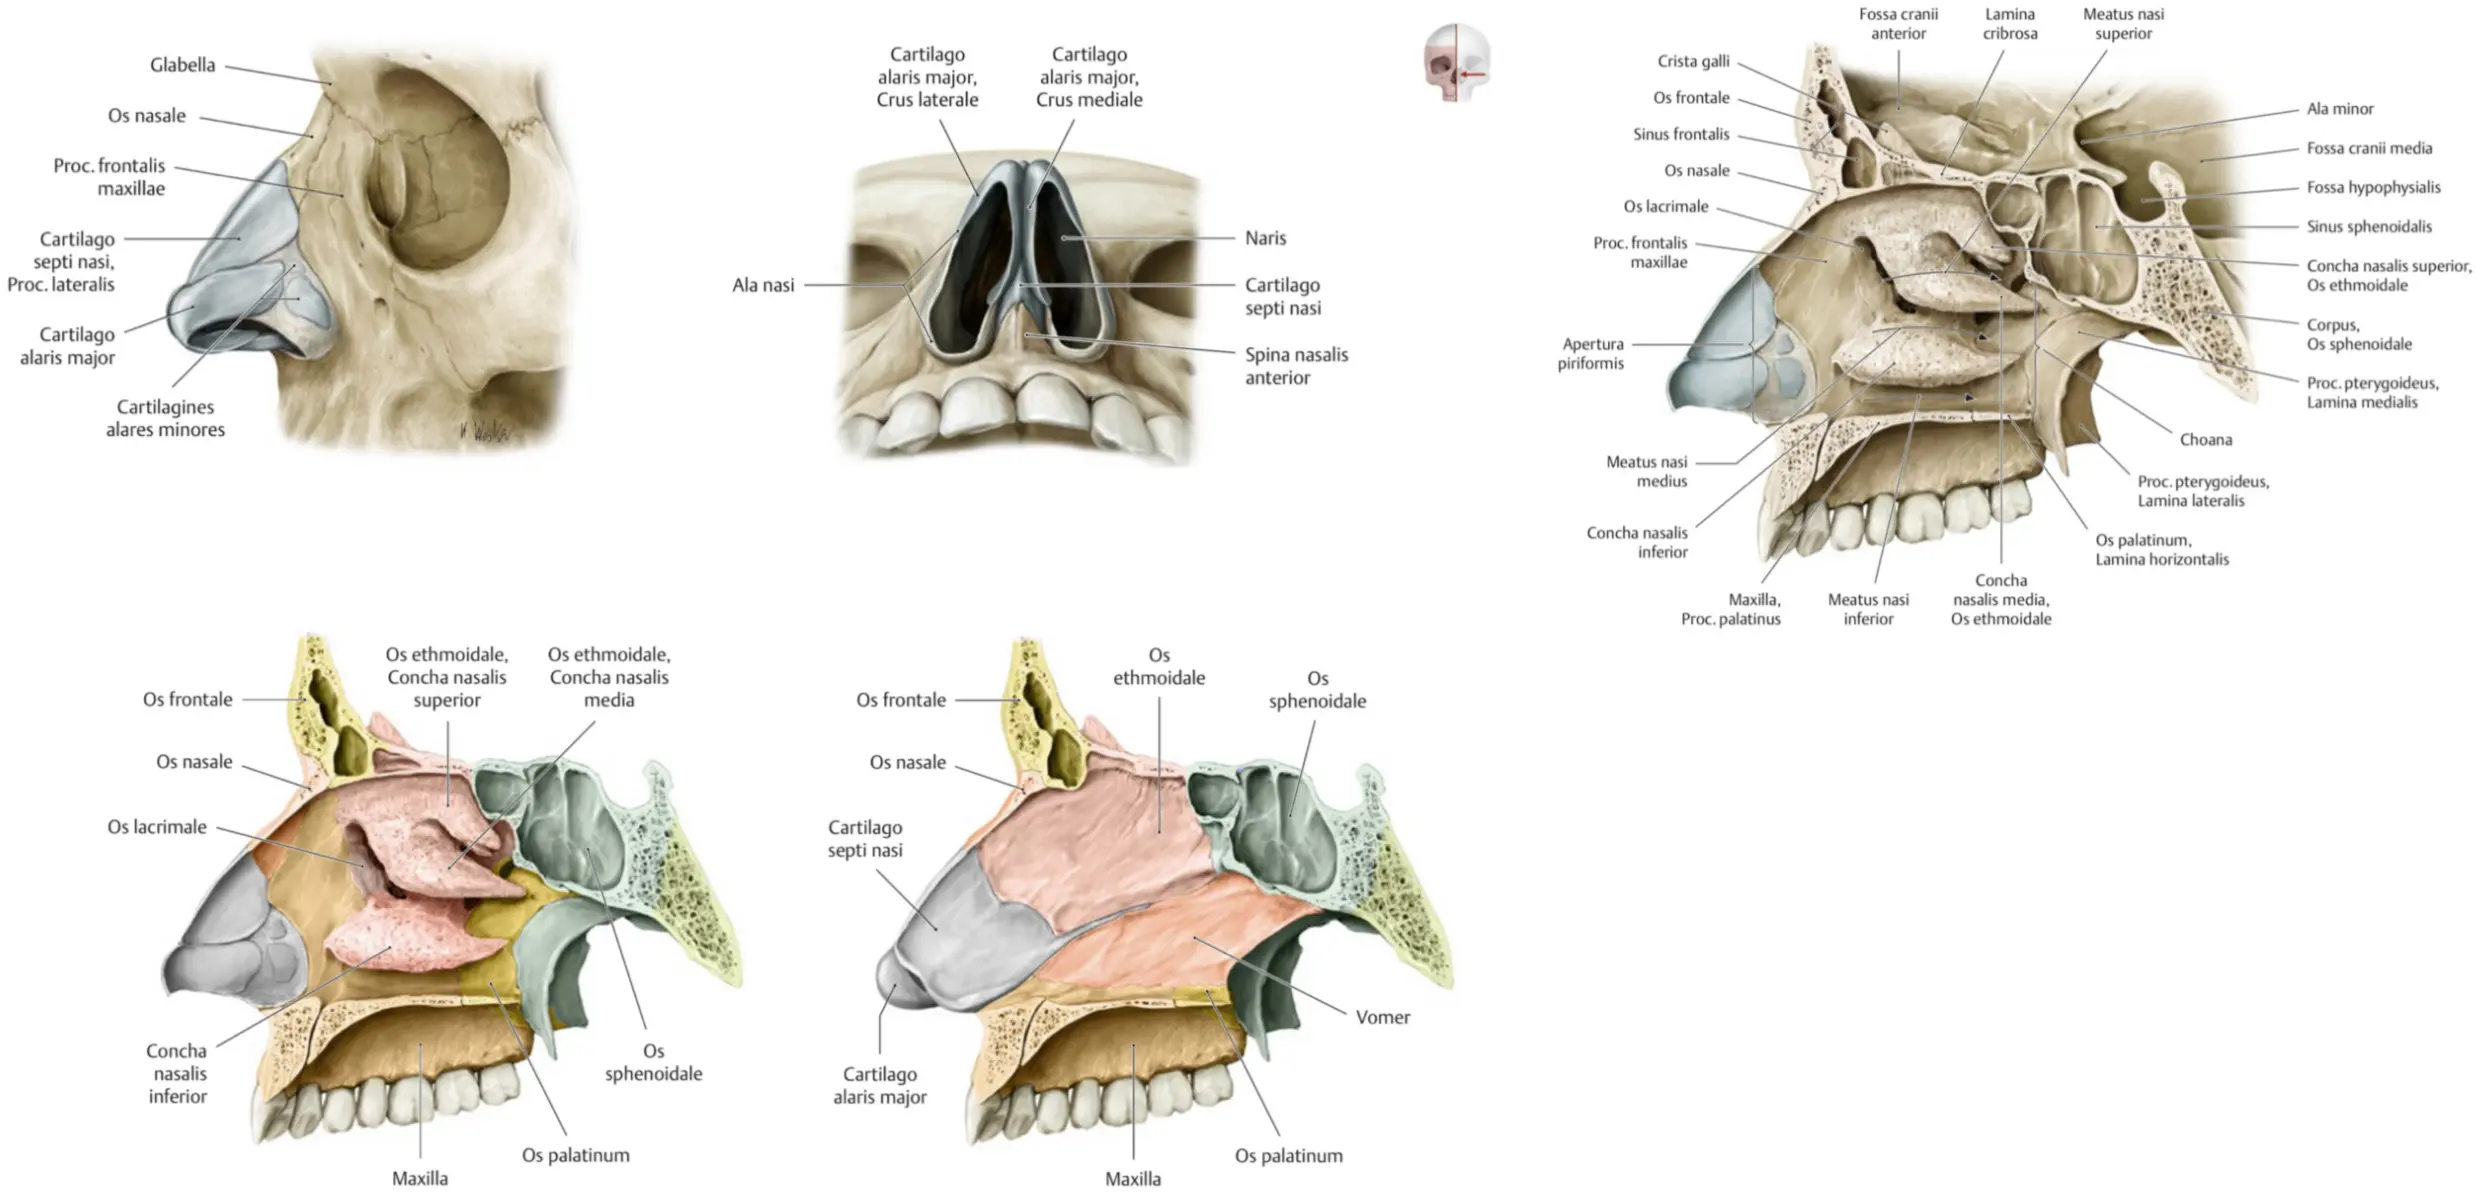 Glabella
Os nasale
Proc. frontalis
maxillae
Cartilago
septi nasi,
Proc. lateralis
Cartilago
alaris major
Cartilagines
alares minores
Cartilago
alaris major,
Crus laterale
Cartilago
alaris major,
Crus mediale
Ala nasi
Naris
Cartilago
septi nasi
Spina nasalis
anterior
Fossa cranii
anterior
Lamina
cribrosa
Meatus nasi
superior
Crista galli
Os frontale
Sinus frontalis
Os nasale
Os lacrimale
Proc. frontalis
maxillae
Apertura
piriformis
Meatus nasi
medius
Concha nasalis
inferior
Maxilla,
Proc. palatinus
Meatus nasi
inferior
Concha
nasalis media,
Os ethmoidale
Ala minor
Fossa cranii media
Fossa hypophysialis
Sinus sphenoidalis
Concha nasalis superior,
Os ethmoidale
Corpus,
Os sphenoidale
Proc. pterygoideus,
Lamina medialis
Choana
Proc. pterygoideus,
Lamina lateralis
Os palatinum,
Lamina horizontalis
Os frontale
Os nasale
Os lacrimale
Os ethmoidale,
Concha nasalis
superior
Os ethmoidale,
Concha nasalis
media
Concha
nasalis
inferior
Maxilla
Os palatinum
Os
sphenoidale
Os frontale
Os nasale
Cartilago
septi nasi
Os
ethmoidale
Os
sphenoidale
Cartilago
alaris major
Maxilla
Os palatinum
Vomer